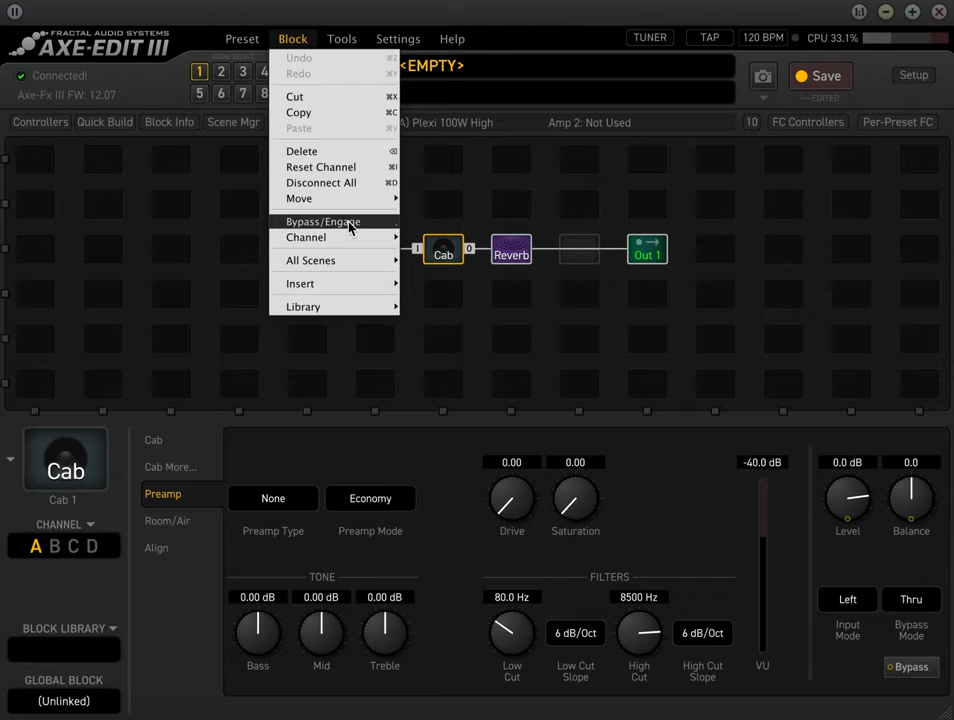 FRACTAL AUDIO SYSTEMS
AXE-EDIT III
Preset Block Tools Settings Help
TUNER TAP 120 BPM CPU 33.1%
Connected!
Axe-Fx III FW: 12.07
1 2 3 4
5 6 7 8
<EMPTY>
Save
EDITED
Setup
Controllers Quick Build Block Info Scene Mgr
A) Plexi 100W High
Amp 2: Not Used
10 FC Controllers Per-Preset FC
Undo ⌘Z
Redo ⌘Y
Cut ⌘X
Copy ⌘C
Paste ⌘V
Delete ⌫
Reset Channel ⌘I
Disconnect All ⌘D
Move
Bypass/Engage
Channel
All Scenes
Insert
Library
I Cab O
Reverb
Out 1
Cab
Cab 1
CHANNEL
A B C D
BLOCK LIBRARY
GLOBAL BLOCK
(Unlinked)
Cab
Cab More...
Preamp
Room/Air
Align
None
Preamp Type
Economy
Preamp Mode
0.00
Drive
0.00
Saturation
-40.0 dB
VU
0.0 dB
Level
0.0
Balance
TONE
0.00 dB 0.00 dB 0.00 dB
Bass Mid Treble
FILTERS
80.0 Hz
Low
Cut
6 dB/Oct
Low Cut
Slope
8500 Hz
High
Cut
6 dB/Oct
High Cut
Slope
Left
Input
Mode
Thru
Bypass
Mode
Bypass